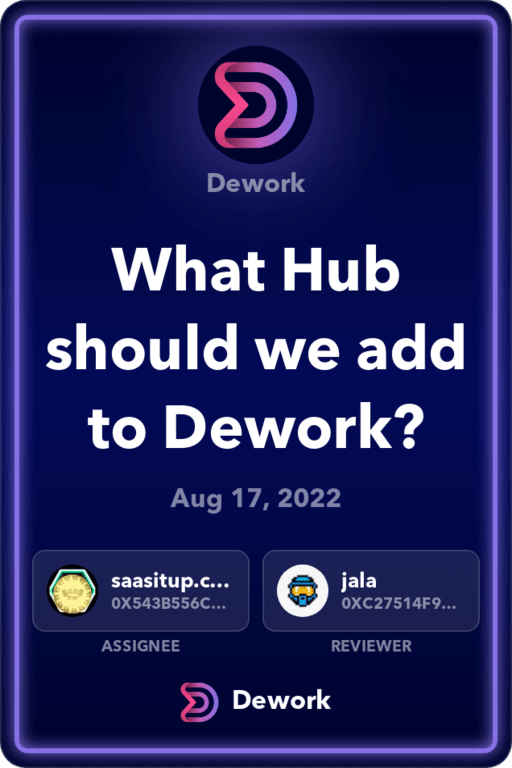 Dework
What Hub
should we add
to Dework?
Aug 17, 2022
saasitup.c...
0X543B556C...
jala
0XC27514F9...
ASSIGNEE
REVIEWER
Dework